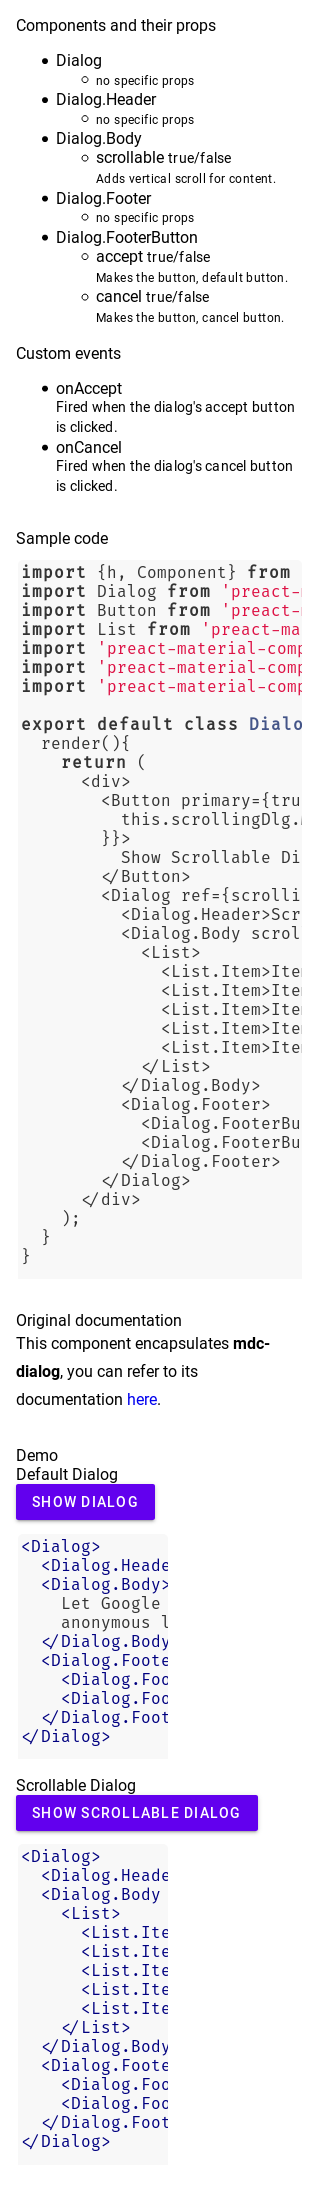 Components and their props
Dialog
no specific props
Dialog.Header
no specific props
Dialog.Body
scrollable true/false
Adds vertical scroll for content.
Dialog.Footer
no specific props
Dialog.FooterButton
accept true/false
Makes the button, default button.
cancel true/false
Makes the button, cancel button.
Custom events
onAccept
Fired when the dialog's accept button
is clicked.
onCancel
Fired when the dialog's cancel button
is clicked.
Sample code
import {h, Component} from
import Dialog from 'preact-
import Button from 'preact-
import List from 'preact-ma
import 'preact-material-comp
import 'preact-material-comp
import 'preact-material-comp
export default class Dialo
render(){
return (
<div>
<Button primary={tru
this.scrollingDlg.
}}>
Show Scrollable Di
</Button>
<Dialog ref={scrolli
<Dialog.Header>Scr
<Dialog.Body scrol
<List>
<List.Item>Ite
<List.Item>Ite
<List.Item>Ite
<List.Item>Ite
<List.Item>Ite
</List>
</Dialog.Body>
<Dialog.Footer>
<Dialog.FooterBu
<Dialog.FooterBu
</Dialog.Footer>
</Dialog>
</div>
);
}
}
Original documentation
This component encapsulates mdc-
dialog, you can refer to its
documentation here.
Demo
Default Dialog
SHOW DIALOG
<Dialog>
<Dialog.Heade
<Dialog.Body>
Let Google
anonymous l
</Dialog.Body
<Dialog.Foote
<Dialog.Foo
<Dialog.Foo
</Dialog.Foot
</Dialog>
Scrollable Dialog
SHOW SCROLLABLE DIALOG
<Dialog>
<Dialog.Heade
<Dialog.Body
<List>
<List.Ite
<List.Ite
<List.Ite
<List.Ite
<List.Ite
</List>
</Dialog.Body
<Dialog.Foote
<Dialog.Foo
<Dialog.Foo
</Dialog.Foot
</Dialog>